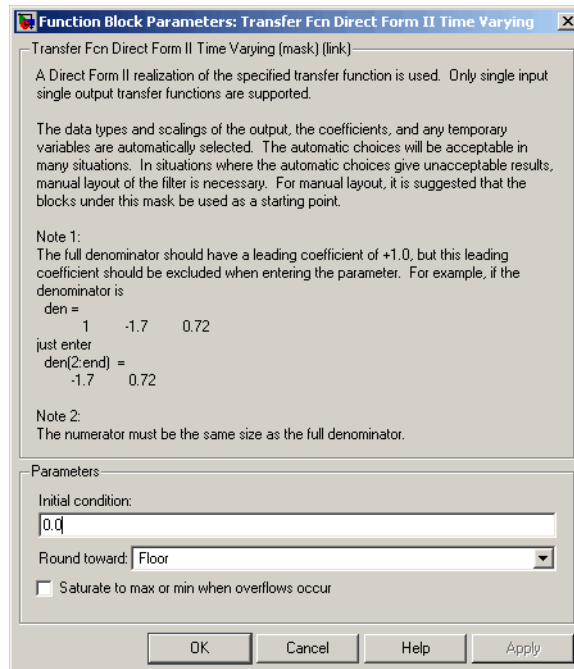 Function Block Parameters: Transfer Fcn Direct Form II Time Varying
Transfer Fcn Direct Form II Time Varying (mask) (link)
A Direct Form II realization of the specified transfer function is used.  Only single input
single output transfer functions are supported.
The data types and scalings of the output, the coefficients, and any temporary
variables are automatically selected.  The automatic choices will be acceptable in
many situations.  In situations where the automatic choices give unacceptable results,
manual layout of the filter is necessary.  For manual layout, it is suggested that the
blocks under this mask be used as a starting point.
Note 1:
The full denominator should have a leading coefficient of +1.0, but this leading
coefficient should be excluded when entering the parameter.  For example, if the
denominator is
den =
1 -1.7 0.72
just enter
den(2:end) =
-1.7 0.72
Note 2:
The numerator must be the same size as the full denominator.
Parameters
Initial condition:
0.0
Round toward: Floor
Saturate to max or min when overflows occur
OK Cancel Help Apply